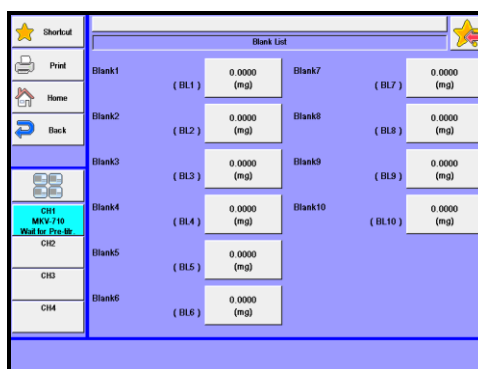 Shortcut
Print
Home
Back
CH1
MKV-710
Wait for Pre-titr.
CH2
CH3
CH4
Blank List
Blank1
( BL1 )
0.0000
(mg)
Blank2
( BL2 )
0.0000
(mg)
Blank3
( BL3 )
0.0000
(mg)
Blank4
( BL4 )
0.0000
(mg)
Blank5
( BL5 )
0.0000
(mg)
Blank6
( BL6 )
0.0000
(mg)
Blank7
( BL7 )
0.0000
(mg)
Blank8
( BL8 )
0.0000
(mg)
Blank9
( BL9 )
0.0000
(mg)
Blank10
( BL10 )
0.0000
(mg)